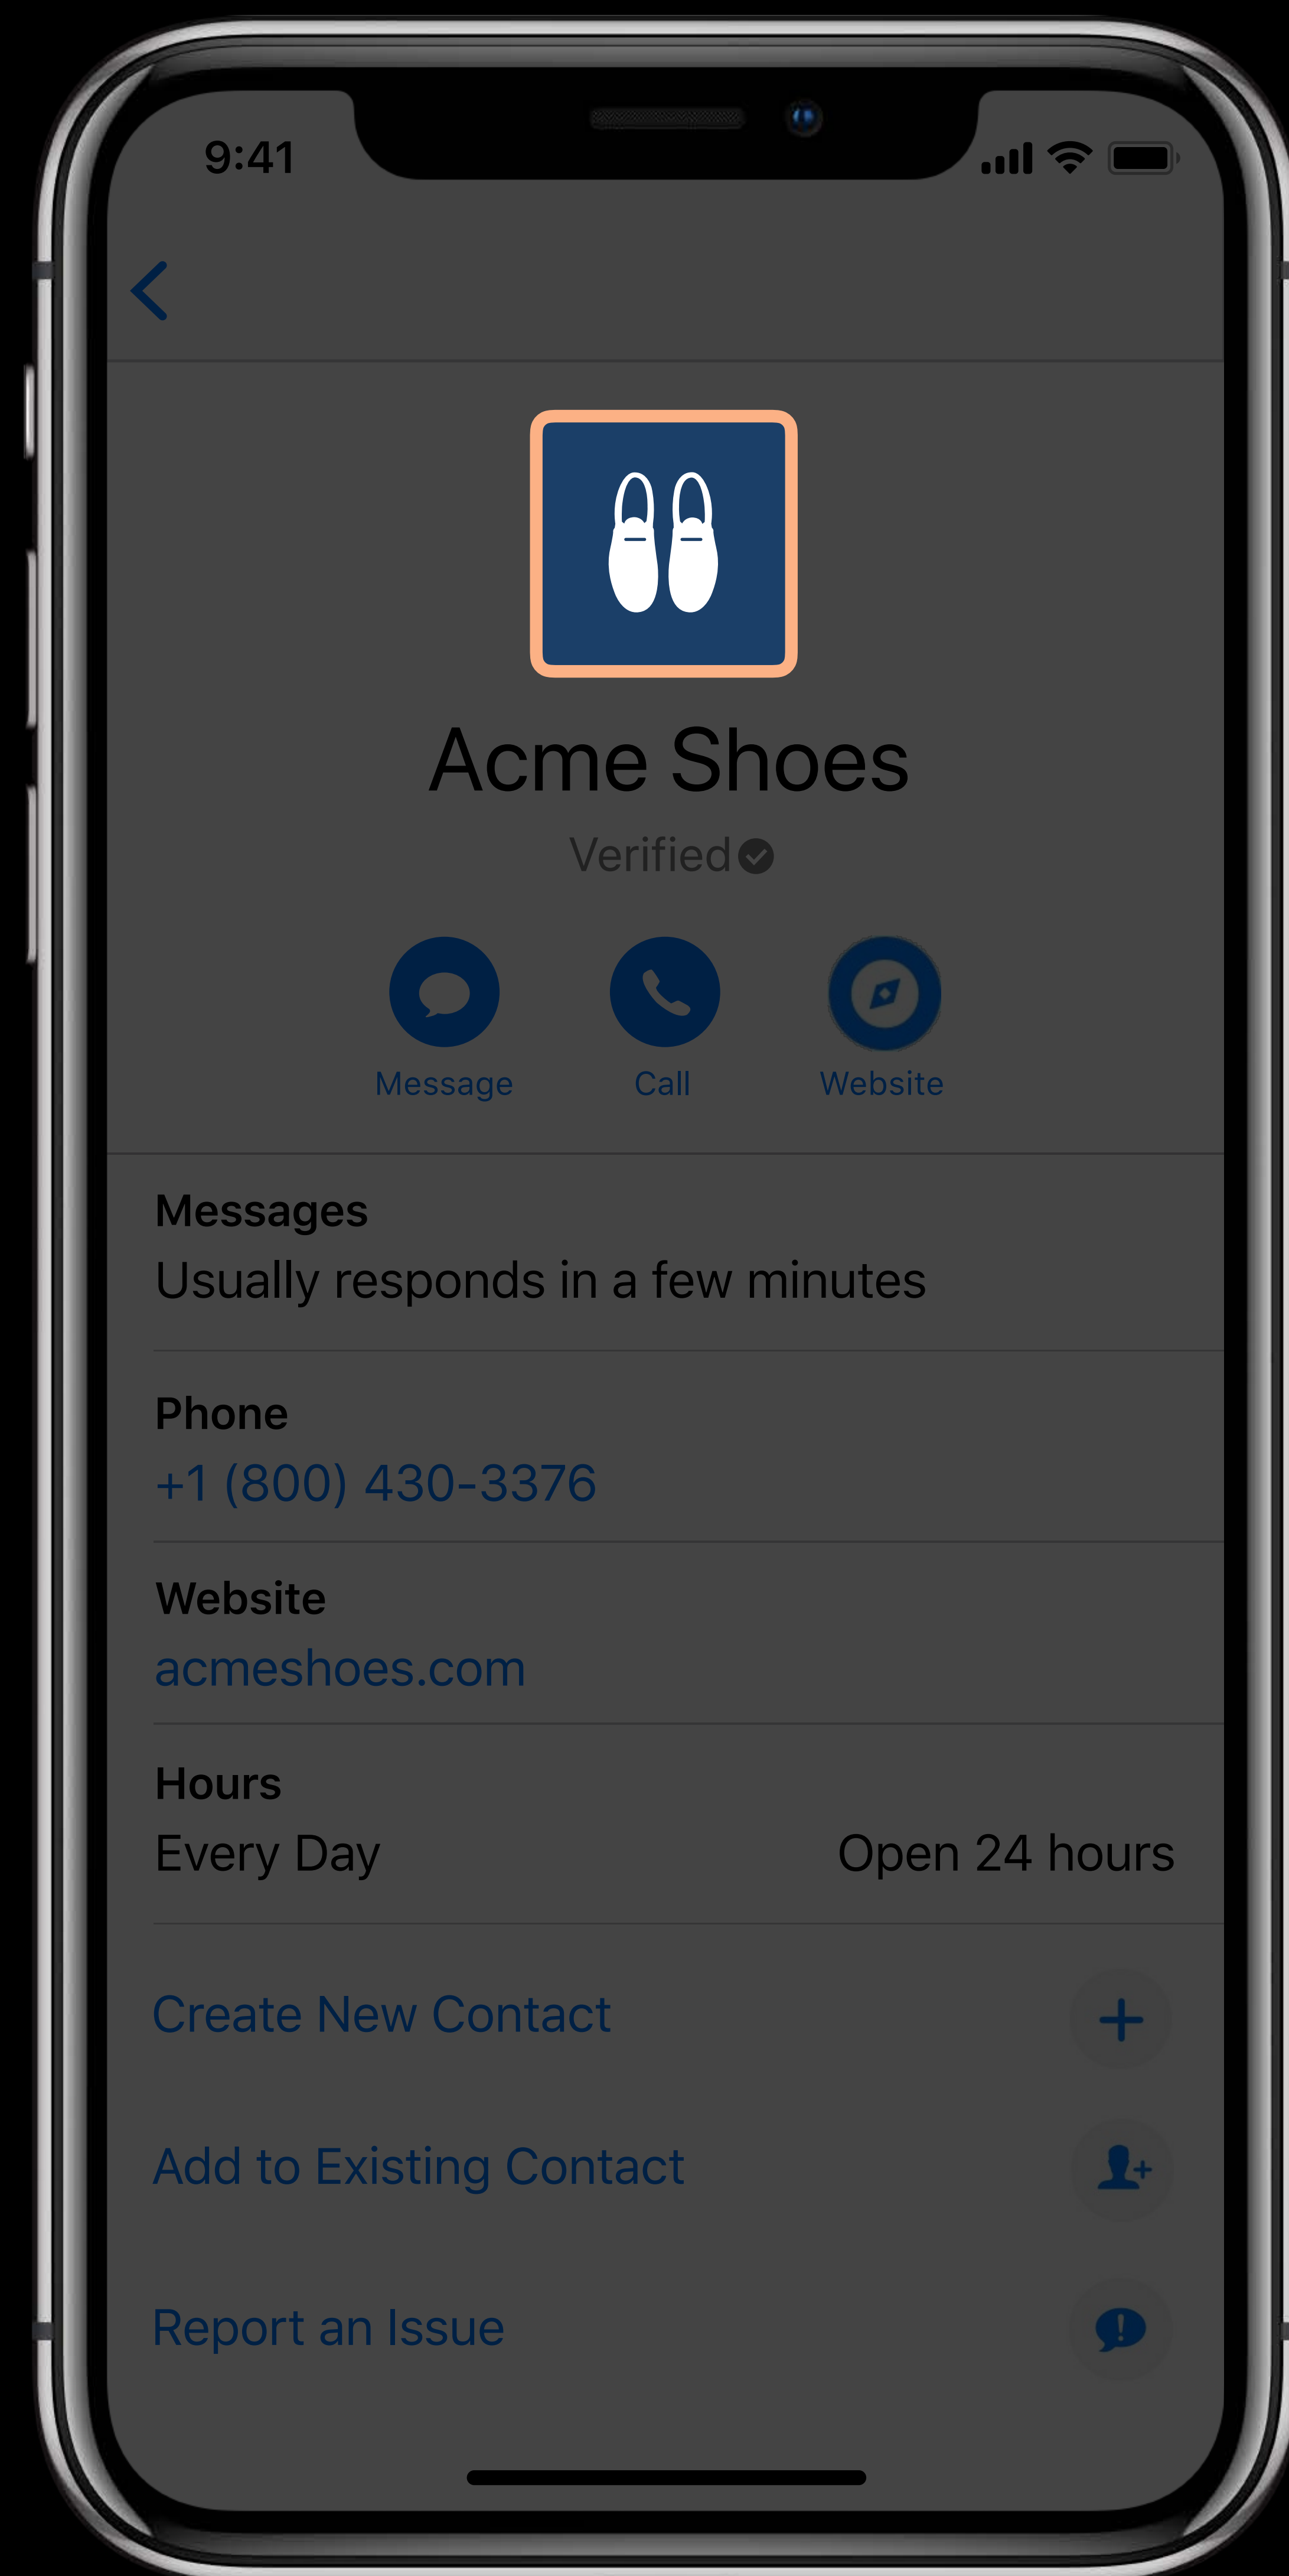 9:41
Acme Shoes
Verified
Message Call Website
Messages
Usually responds in a few minutes
Phone
+1 (800) 430-3376
Website
acmeshoes.com
Hours
Every Day Open 24 hours
Create New Contact
Add to Existing Contact
Report an Issue